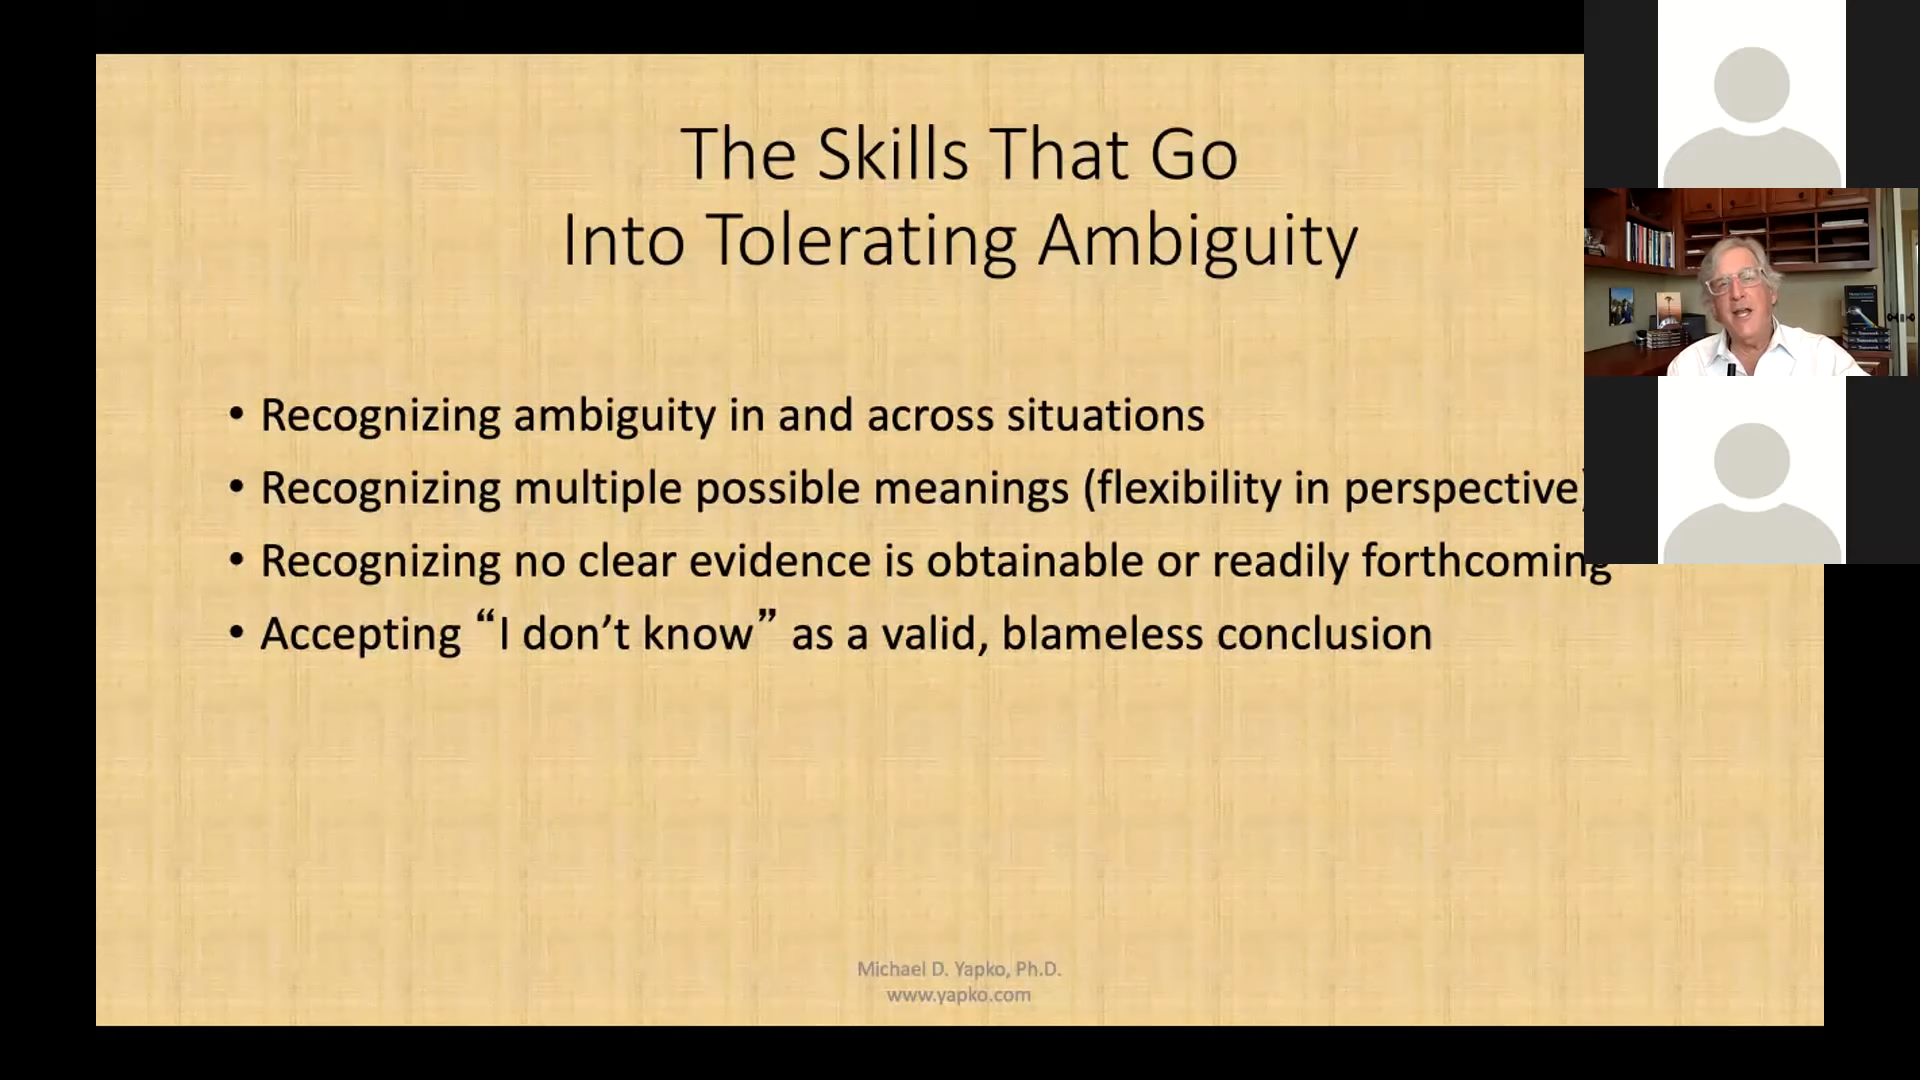 The Skills That Go
Into Tolerating Ambiguity
• Recognizing ambiguity in and across situations
• Recognizing multiple possible meanings (flexibility in perspective)
• Recognizing no clear evidence is obtainable or readily forthcoming
• Accepting “I don’t know” as a valid, blameless conclusion
Michael D. Yapko, Ph.D.
www.yapko.com